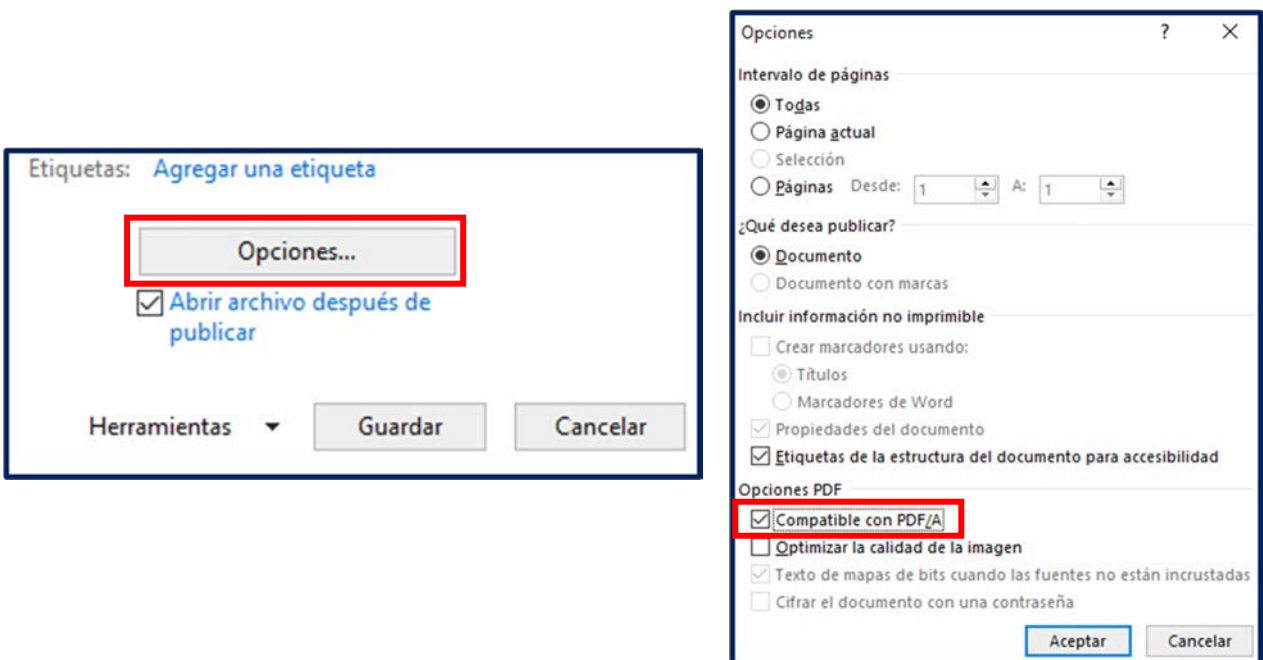 Etiquetas: Agregar una etiqueta
Opciones...
Abrir archivo después de
publicar
Herramientas Guardar Cancelar
Opciones ?
Intervalo de páginas
Todas
Página actual
Selección
Páginas Desde: 1 A: 1
¿Qué desea publicar?
Documento
Documento con marcas
Incluir información no imprimible
Crear marcadores usando:
Títulos
Marcadores de Word
Propiedades del documento
Etiquetas de la estructura del documento para accesibilidad
Opciones PDF
Compatible con PDF/A
Optimizar la calidad de la imagen
Texto de mapas de bits cuando las fuentes no están incrustadas
Cifrar el documento con una contraseña
Aceptar Cancelar